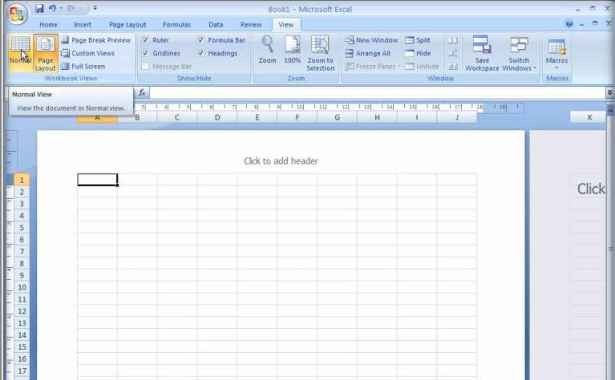 Book1 - Microsoft Excel
Home Insert Page Layout Formulas Data Review View
Normal Page Layout Page Break Preview Custom Views Full Screen
Workbook Views
Ruler Gridlines Message Bar Formula Bar Headings
Show/Hide
Zoom 100% Zoom to Selection
Zoom
New Window Arrange All Freeze Panes Split Save Workspace Switch Windows
Window
Macros
Macros
Normal View
View the document in Normal view.
fx
A B C D E F G H I J K
Click to add header
Click
1
2
3
4
5
6
7
8
9
10
11
12
13
14
15
16
17